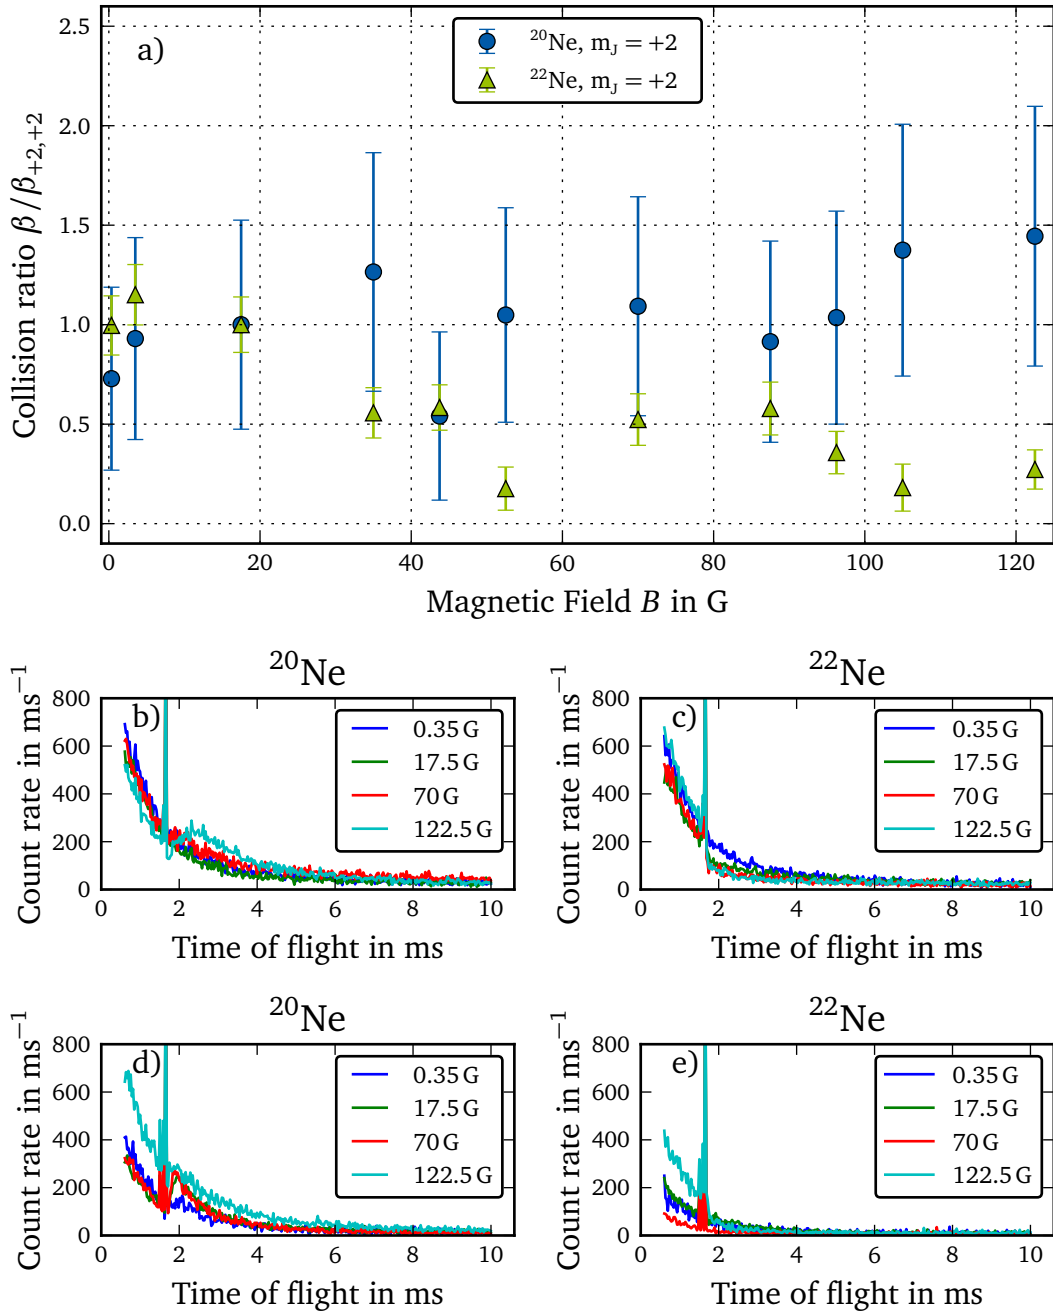 a)
²⁰Ne, mJ = +2
²²Ne, mJ = +2
Collision ratio β/β+2,+2
2.5
2.0
1.5
1.0
0.5
0.0
0 20 40 60 80 100 120
Magnetic Field B in G
²⁰Ne
b)
0.35 G
17.5 G
70 G
122.5 G
Count rate in ms⁻¹
800
600
400
200
0
0 2 4 6 8 10
Time of flight in ms
²²Ne
c)
0.35 G
17.5 G
70 G
122.5 G
Count rate in ms⁻¹
800
600
400
200
0
0 2 4 6 8 10
Time of flight in ms
²⁰Ne
d)
0.35 G
17.5 G
70 G
122.5 G
Count rate in ms⁻¹
800
600
400
200
0
0 2 4 6 8 10
Time of flight in ms
²²Ne
e)
0.35 G
17.5 G
70 G
122.5 G
Count rate in ms⁻¹
800
600
400
200
0
0 2 4 6 8 10
Time of flight in ms